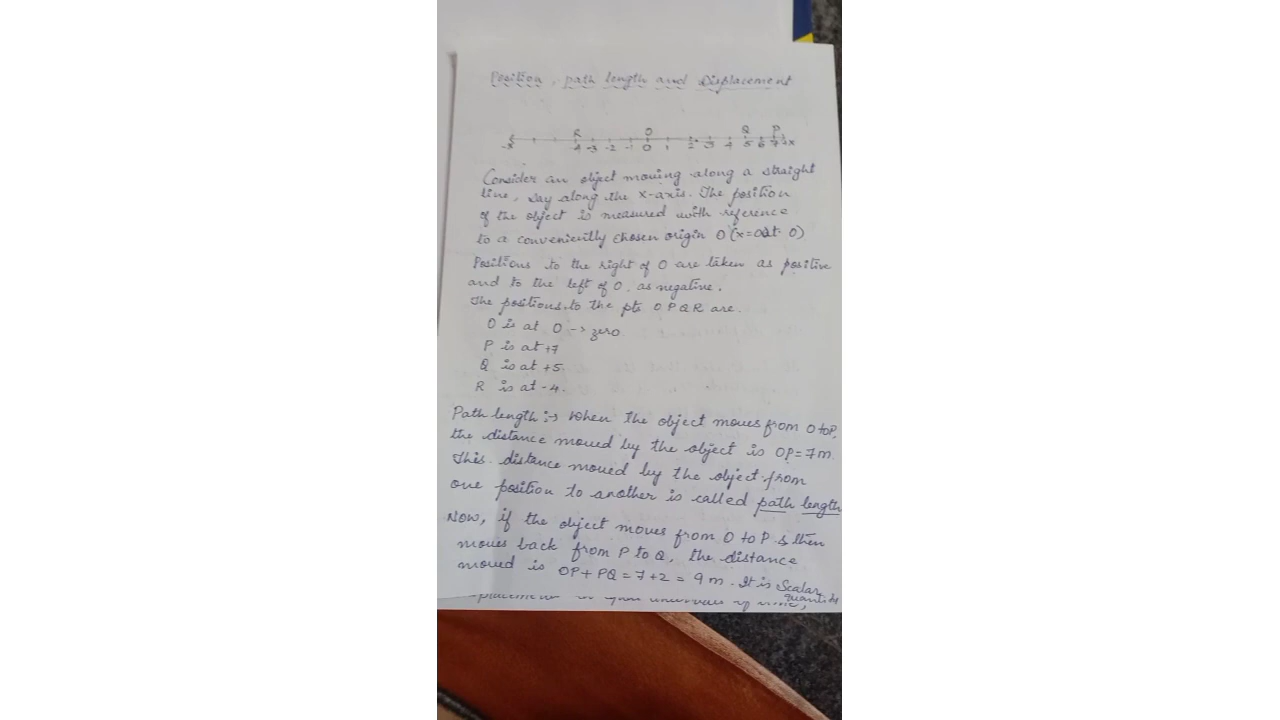 Position, path length and Displacement
R O Q P
-x -4 -3 -2 -1 0 1 2 3 4 5 6 7 x
Consider an object moving along a straight
line, say along the x-axis. The position
of the object is measured with reference
to a conveniently chosen origin O (x=0 at O)
Positions to the right of O are taken as positive
and to the left of O, as negative.
The positions to the pts O P Q R are.
O is at O -> zero
P is at +7
Q is at +5.
R is at -4.
Path length :-> When the object moves from O to P,
the distance moved by the object is OP = 7m
This distance moved by the object from
one position to another is called path length
Now, if the object moves from O to P & then
moves back from P to Q, the distance
moved is OP + PQ = 7+2 = 9 m. It is Scalar
quantity